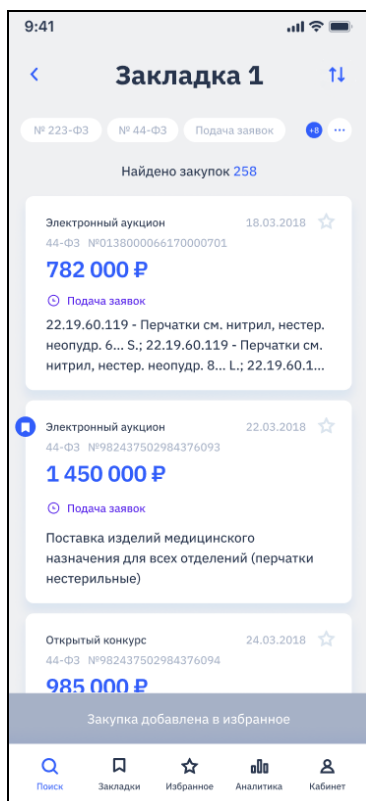 9:41
Закладка 1
№ 223-ФЗ № 44-ФЗ Подача заявок +8 ...
Найдено закупок 258
Электронный аукцион 18.03.2018
44-ФЗ №0138000066170000701
782 000 ₽
Подача заявок
22.19.60.119 - Перчатки см. нитрил, нестер.
неопудр. 6... S.; 22.19.60.119 - Перчатки см.
нитрил, нестер. неопудр. 8... L.; 22.19.60.1...
Электронный аукцион 22.03.2018
44-ФЗ №982437502984376093
1 450 000 ₽
Подача заявок
Поставка изделий медицинского
назначения для всех отделений (перчатки
нестерильные)
Открытый конкурс 24.03.2018
44-ФЗ №982437502984376094
985 000 ₽
Закупка добавлена в избранное
Поиск Закладки Избранное Аналитика Кабинет